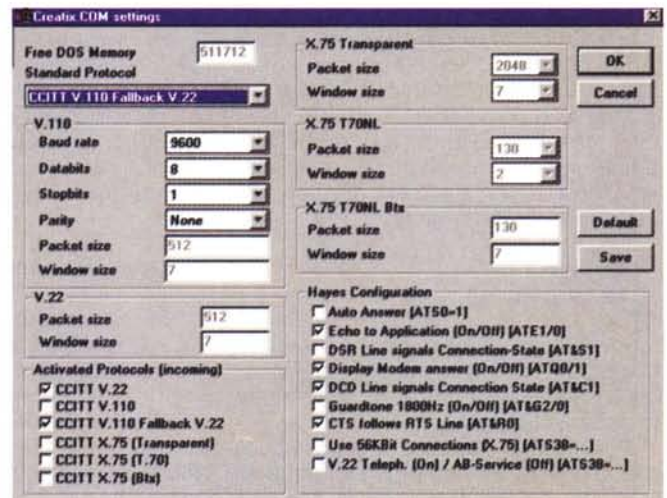 Creatix COM settings
Free DOS Memory 511712
Standard Protocol
CCITT V.110 Fallback V.22
V.110
Baud rate 9600
Databits 8
Stopbits 1
Parity None
Packet size 512
Window size 7
V.22
Packet size 512
Window size 7
Activated Protocols (incoming)
CCITT V.22
CCITT V.110
CCITT V.110 Fallback V.22
CCITT X.75 (Transparent)
CCITT X.75 (T.70)
CCITT X.75 (Btx)
X.75 Transparent
Packet size 2048
Window size 7
X.75 T70NL
Packet size 130
Window size 2
X.75 T70NL Btx
Packet size 130
Window size 7
Hayes Configuration
Auto Answer [ATS0=1]
Echo to Application (On/Off) [ATE1/0]
DSR Line signals Connection-State [AT&S1]
Display Modem answer (On/Off) [ATQ0/1]
DCD Line signals Connection State [AT&C1]
Guardtone 1800Hz (On/Off) [AT&G2/0]
CTS follows RTS Line [AT&R0]
Use 56KBit Connections (X.75) [ATS38=...]
V.22 Teleph. (On) / AB-Service (Off) [ATS38=...]
OK
Cancel
Default
Save